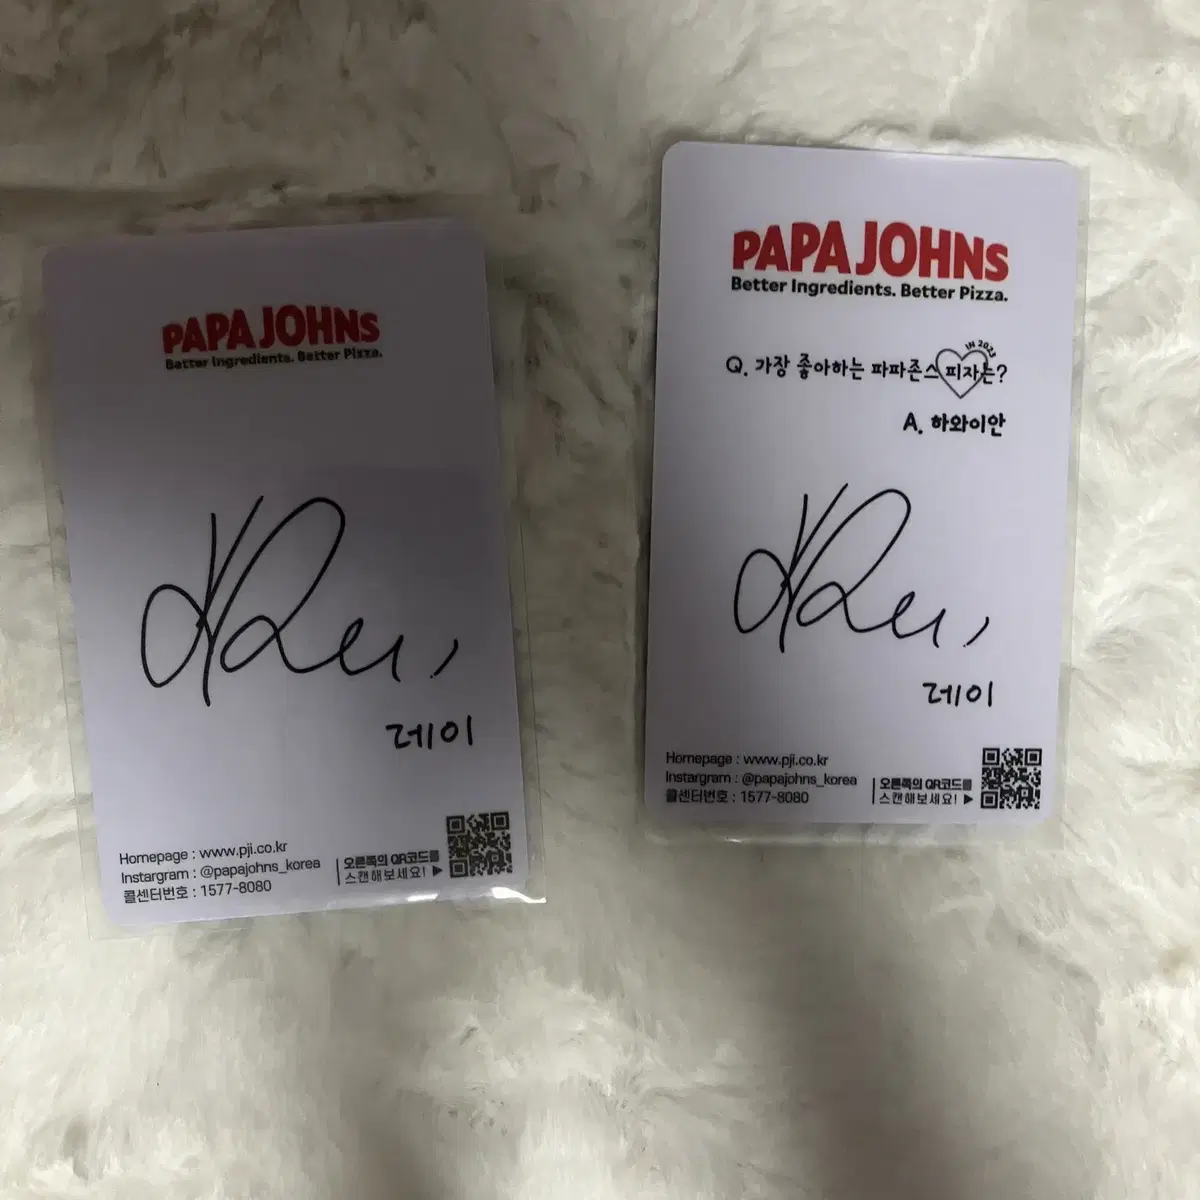 PAPA JOHNS
Better Ingredients. Better Pizza.
레이
Homepage : www.pji.co.kr
Instargram : @papajohns_korea
콜센터번호 : 1577-8080
오른쪽의 QR코드를
스캔해보세요! ▶
PAPA JOHNS
Better Ingredients. Better Pizza.
IN 2023
Q. 가장 좋아하는 파파존스 피자는?
A. 하와이안
레이
Homepage : www.pji.co.kr
Instargram : @papajohns_korea
콜센터번호 : 1577-8080
오른쪽의 QR코드를
스캔해보세요! ▶